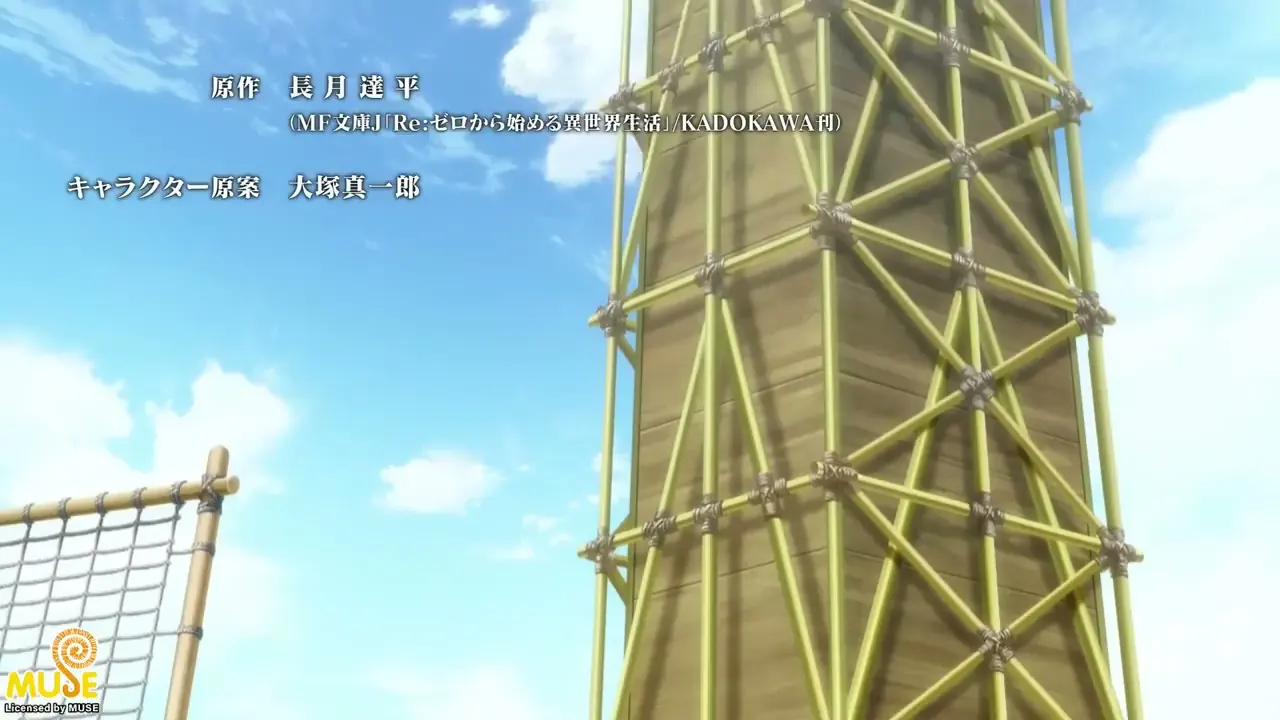 原作 長月達平
(MF文庫J「Re:ゼロから始める異世界生活」/KADOKAWA刊)
キャラクター原案 大塚真一郎
MUSE
Licensed by MUSE